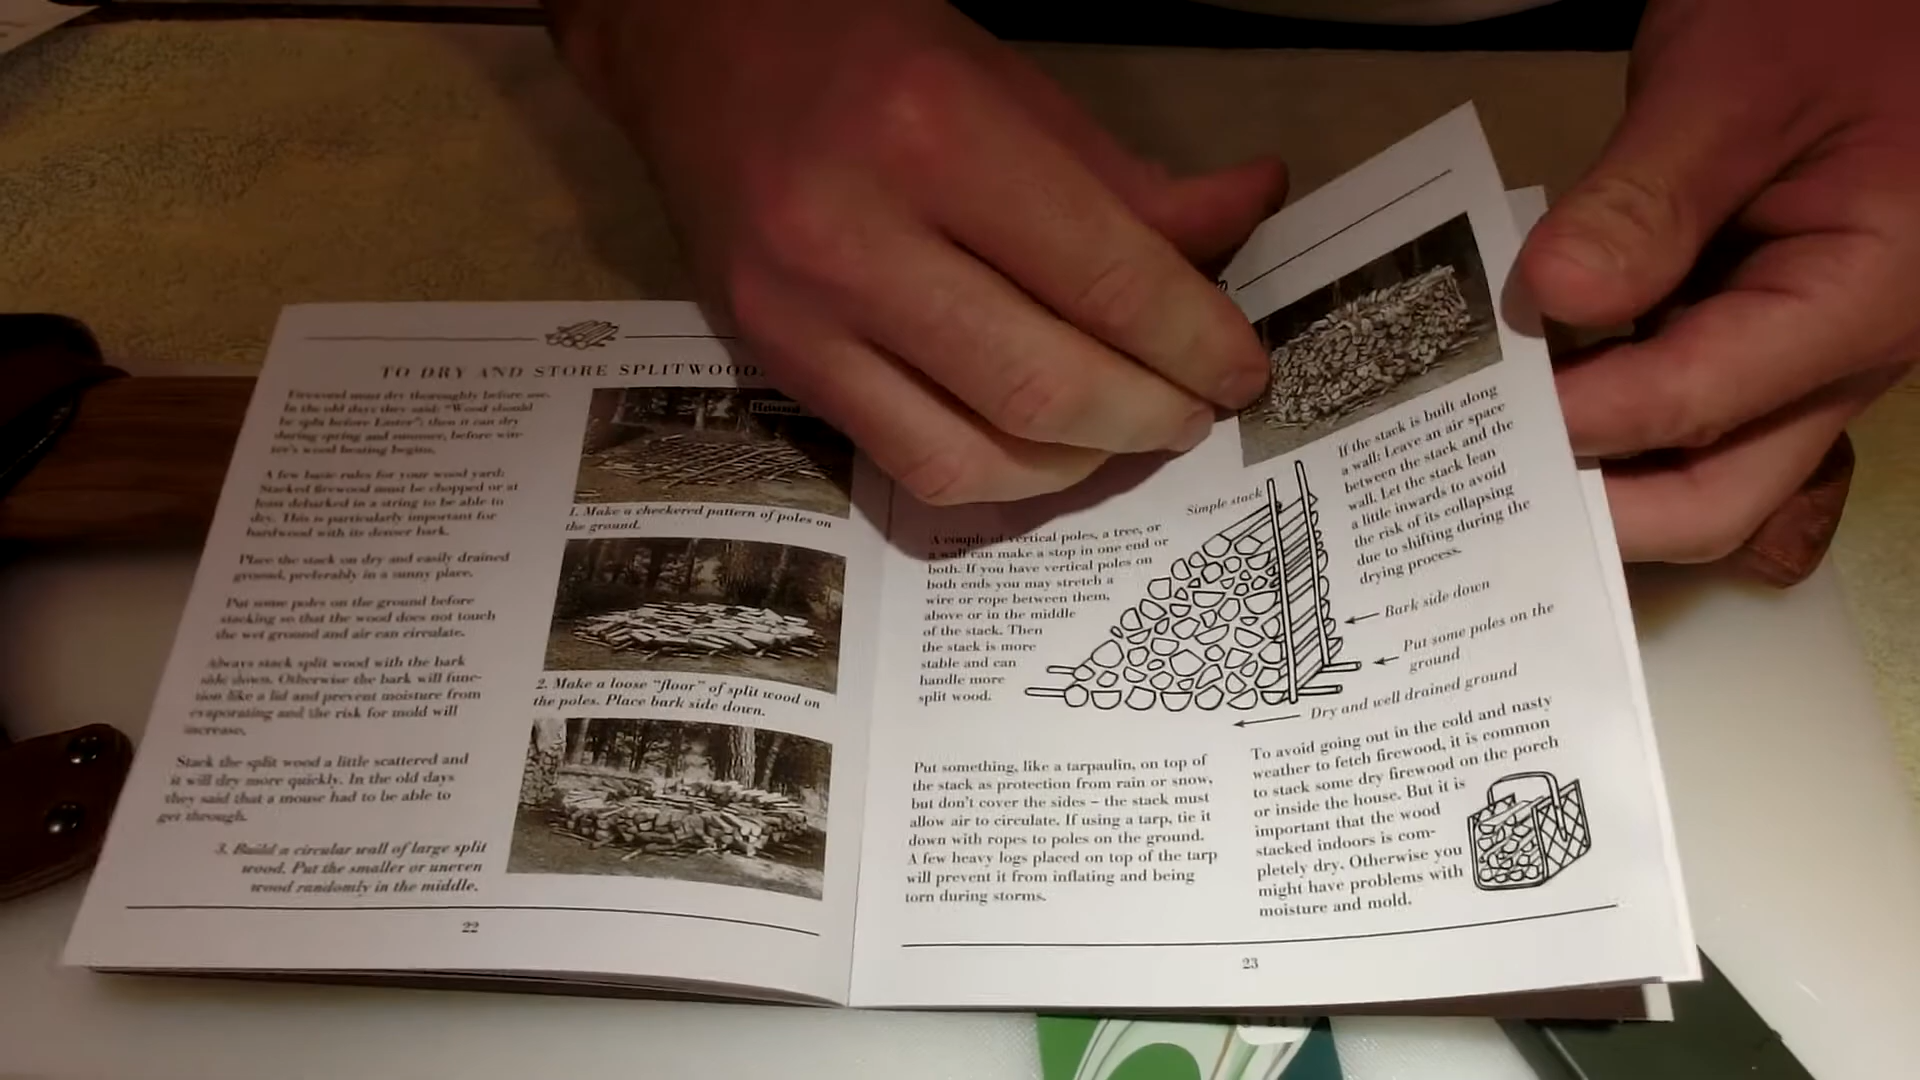 TO DRY AND STORE SPLITWOOD
Firewood must dry thoroughly before use.
In the old days they said: "Wood should
be split before Easter"; then it can dry
during spring and summer, before win-
ter's wood heating begins.
A few basic rules for your wood yard:
Stacked firewood must be chopped or at
least debarked in a string to be able to
dry. This is particularly important for
hardwood with its denser bark.
Place the stack on dry and easily drained
ground, preferably in a sunny place.
Put some poles on the ground before
stacking so that the wood does not touch
the wet ground and air can circulate.
Always stack split wood with the bark
side down. Otherwise the bark will func-
tion like a lid and prevent moisture from
evaporating and the risk for mold will
increase.
Stack the split wood a little scattered and
it will dry more quickly. In the old days
they said that a mouse had to be able to
get through.
3. Build a circular wall of large split
wood. Put the smaller or uneven
wood randomly in the middle.
Round
1. Make a checkered pattern of poles on
the ground.
2. Make a loose "floor" of split wood on
the poles. Place bark side down.
22
A couple of vertical poles, a tree, or
a wall can make a stop in one end or
both. If you have vertical poles on
both ends you may stretch a
wire or rope between them,
above or in the middle
of the stack. Then
the stack is more
stable and can
handle more
split wood.
Simple stack
If the stack is built along
a wall: Leave an air space
between the stack and the
wall. Let the stack lean
a little inwards to avoid
the risk of its collapsing
due to shifting during the
drying process.
Bark side down
Put some poles on the
ground
Dry and well drained ground
Put something, like a tarpaulin, on top of
the stack as protection from rain or snow,
but don't cover the sides – the stack must
allow air to circulate. If using a tarp, tie it
down with ropes to poles on the ground.
A few heavy logs placed on top of the tarp
will prevent it from inflating and being
torn during storms.
To avoid going out in the cold and nasty
weather to fetch firewood, it is common
to stack some dry firewood on the porch
or inside the house. But it is
important that the wood
stacked indoors is com-
pletely dry. Otherwise you
might have problems with
moisture and mold.
23